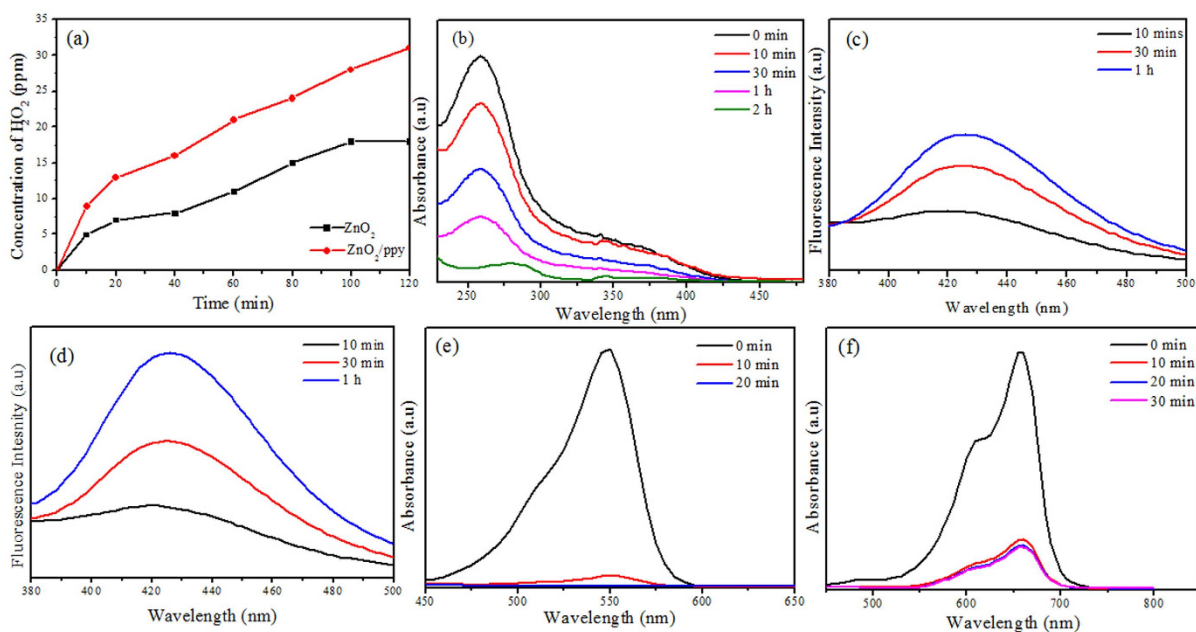 (a)
Concentration of H2O2 (ppm)
35
30
25
20
15
10
5
0
0 20 40 60 80 100 120
Time (min)
ZnO2
ZnO2/ppy
(b)
Absorbance (a.u)
250 300 350 400 450
Wavelength (nm)
0 min
10 min
30 min
1 h
2 h
(c)
Fluorescence Intensity (a.u)
380 400 420 440 460 480 500
Wavelength (nm)
10 mins
30 min
1 h
(d)
Fluorescence Intesnity (a.u)
380 400 420 440 460 480 500
Wavelength (nm)
10 min
30 min
1 h
(e)
Absorbance (a.u)
450 500 550 600 650
Wavelength (nm)
0 min
10 min
20 min
(f)
Absorbance (a.u)
500 600 700 800
Wavelength (nm)
0 min
10 min
20 min
30 min